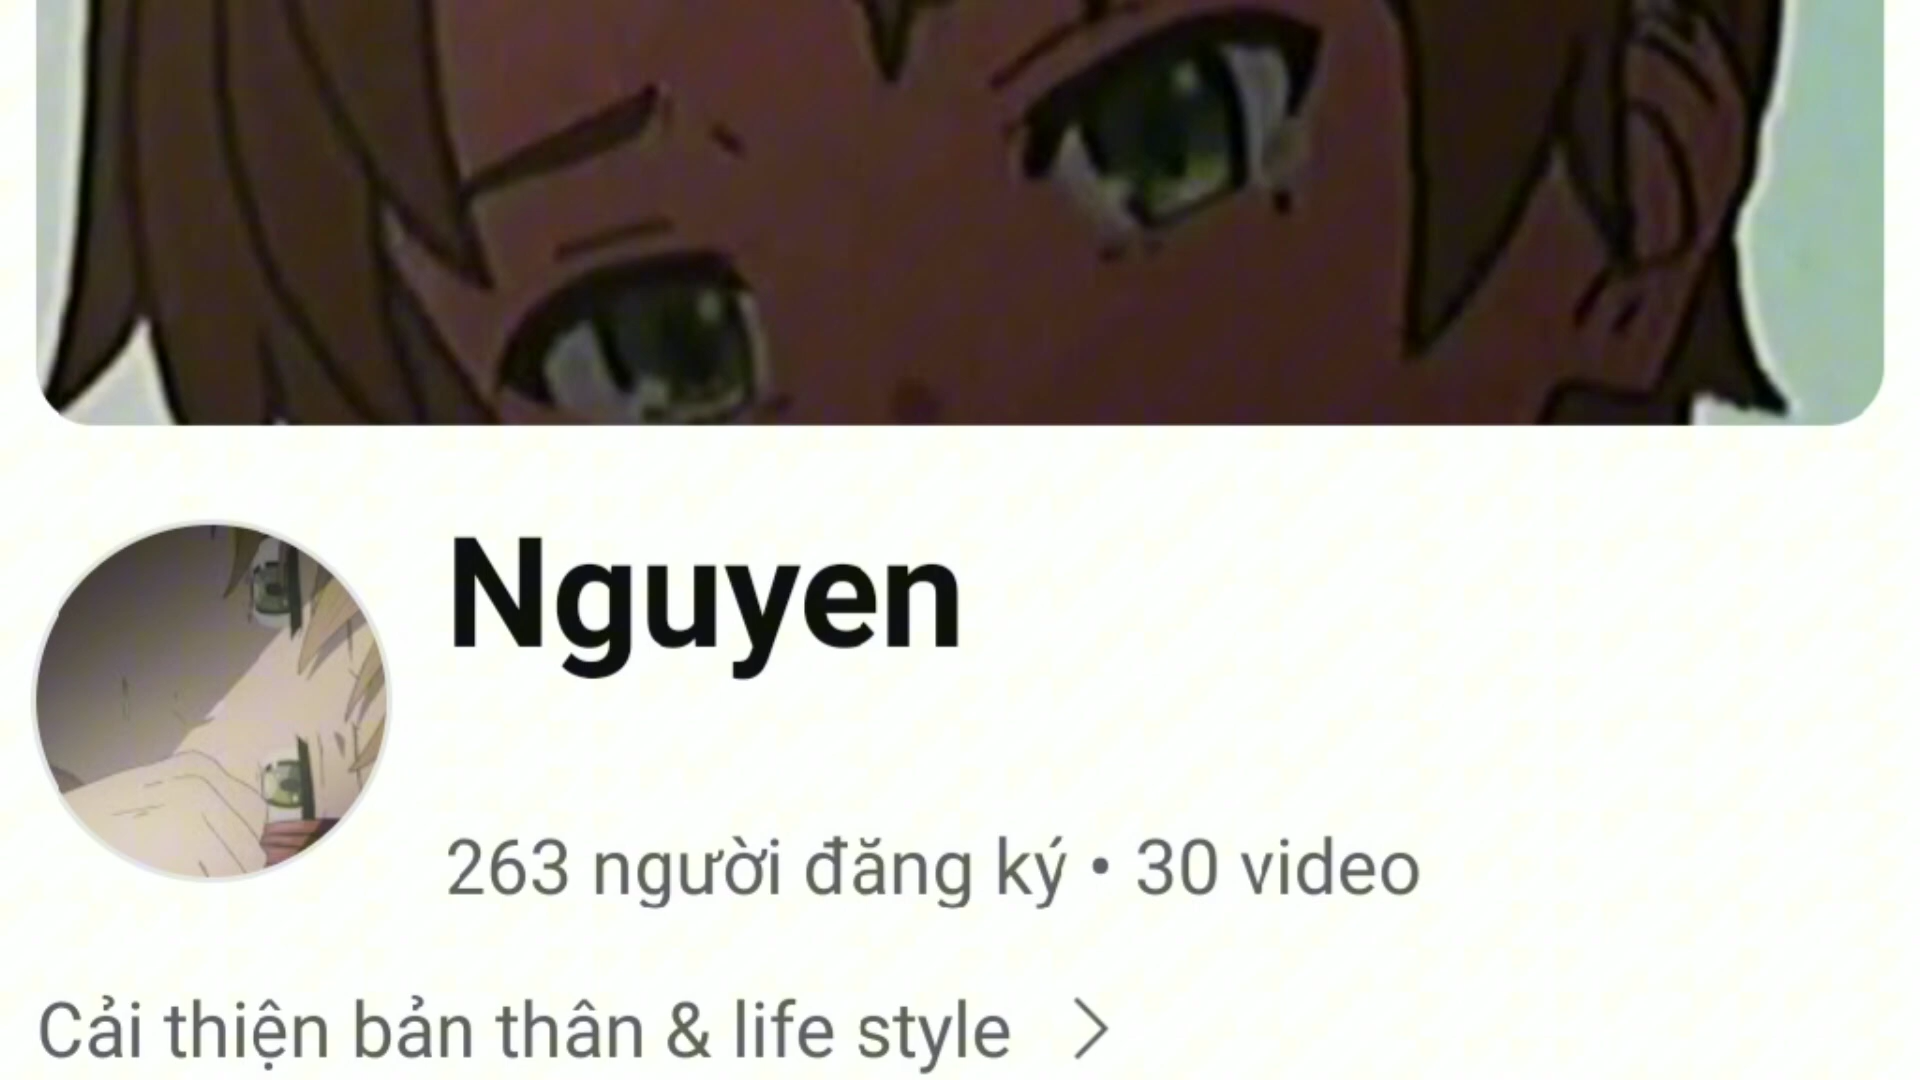 Nguyen
263 người đăng ký • 30 video
Cải thiện bản thân & life style